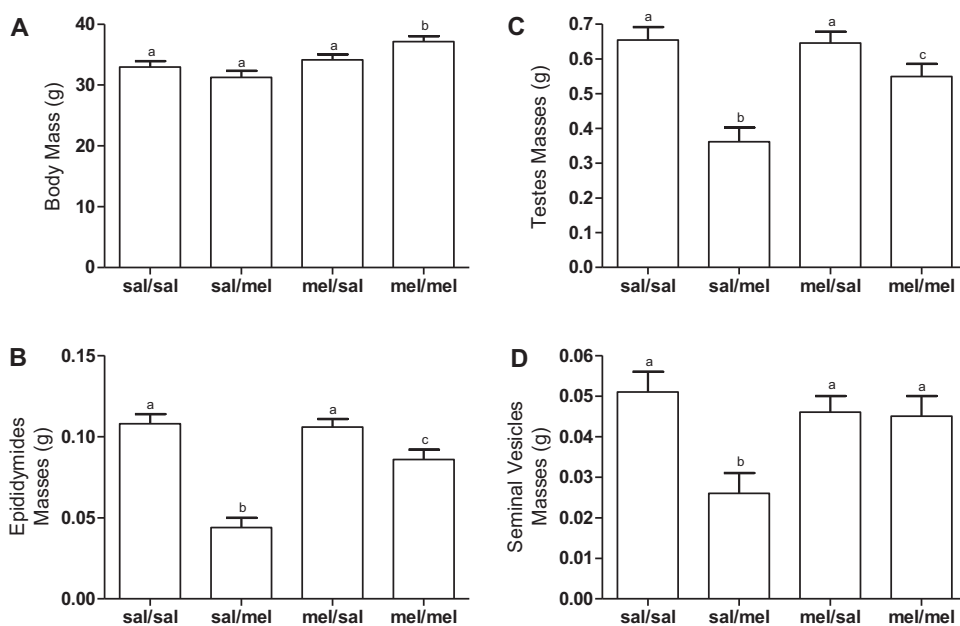 A
Body Mass (g)
40
30
20
10
0
a
a
a
b
sal/sal
sal/mel
mel/sal
mel/mel
C
Testes Masses (g)
0.7
0.6
0.5
0.4
0.3
0.2
0.1
0.0
a
b
a
c
sal/sal
sal/mel
mel/sal
mel/mel
B
Epididymides
Masses (g)
0.15
0.10
0.05
0.00
a
b
a
c
sal/sal
sal/mel
mel/sal
mel/mel
D
Seminal Vesicles
Masses (g)
0.06
0.05
0.04
0.03
0.02
0.01
0.00
a
b
a
a
sal/sal
sal/mel
mel/sal
mel/mel